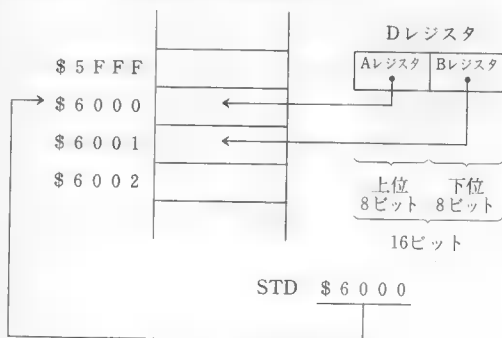 Dレジスタ
Aレジスタ Bレジスタ
$5FFF
$6000
$6001
$6002
上位 下位
8ビット 8ビット
16ビット
STD $6000